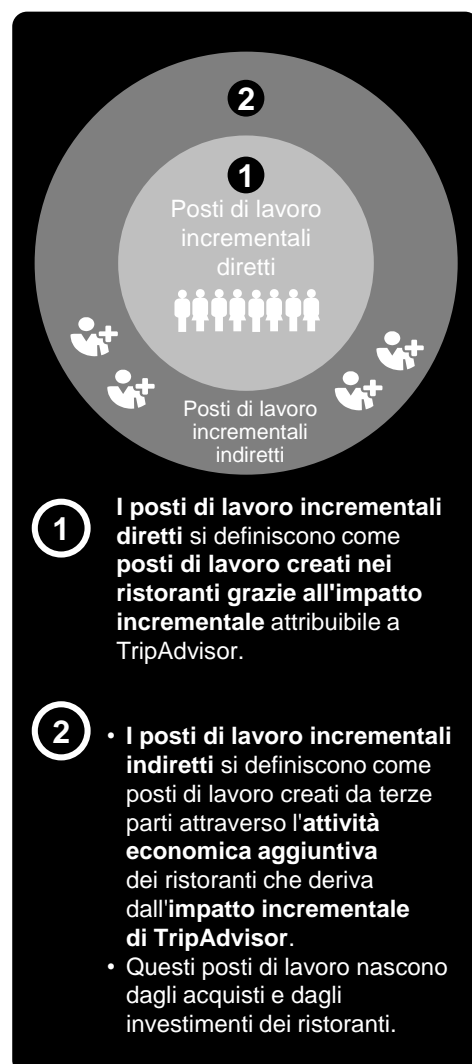 2
1
Posti di lavoro
incrementali
diretti
Posti di lavoro
incrementali
indiretti
1
I posti di lavoro incrementali
diretti si definiscono come
posti di lavoro creati nei
ristoranti grazie all'impatto
incrementale attribuibile a
TripAdvisor.
2
• I posti di lavoro incrementali
indiretti si definiscono come
posti di lavoro creati da terze
parti attraverso l'attività
economica aggiuntiva
dei ristoranti che deriva
dall'impatto incrementale
di TripAdvisor.
• Questi posti di lavoro nascono
dagli acquisti e dagli
investimenti dei ristoranti.